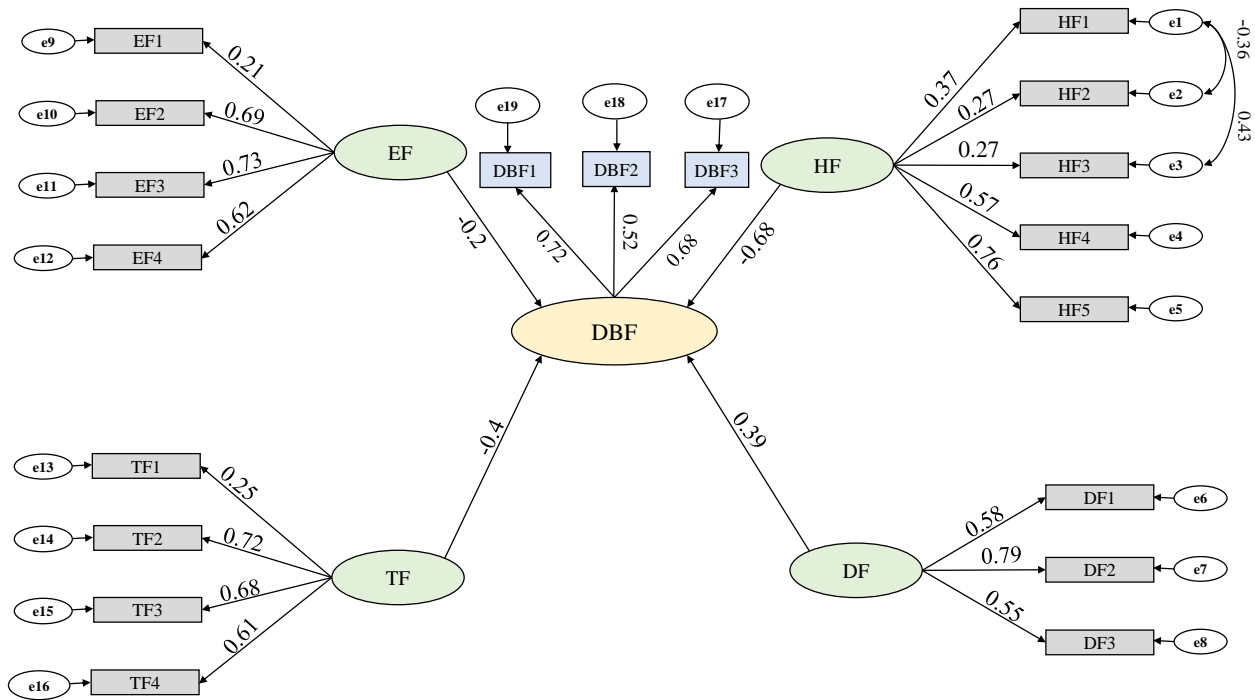 e9
EF1
0.21
e10
EF2
0.69
e11
EF3
0.73
e12
EF4
0.62
EF
-0.2
e19
e18
e17
DBF1
DBF2
DBF3
0.72
0.52
0.68
HF
-0.68
HF1
e1
0.37
HF2
e2
0.27
HF3
e3
0.27
HF4
e4
0.57
HF5
e5
0.76
-0.36
0.43
DBF
-0.4
0.39
e13
TF1
0.25
e14
TF2
0.72
e15
TF3
0.68
e16
TF4
0.61
TF
DF
DF1
e6
0.58
DF2
e7
0.79
DF3
e8
0.55